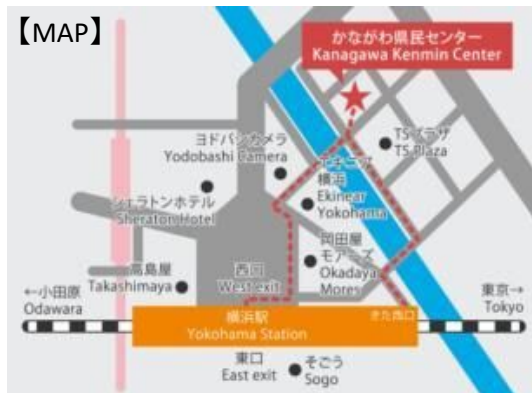 【MAP】
かながわ県民センター
Kanagawa Kenmin Center
ヨドバシカメラ
Yodobashi Camera
TSプラザ
TS Plaza
エキニア
横浜
Ekinear
Yokohama
シェラトンホテル
Sheraton Hotel
岡田屋
モアーズ
Okadaya
Mores
高島屋
Takashimaya
西口
West exit
←小田原
Odawara
東京→
Tokyo
横浜駅
Yokohama Station
きた西口
東口
East exit
そごう
Sogo